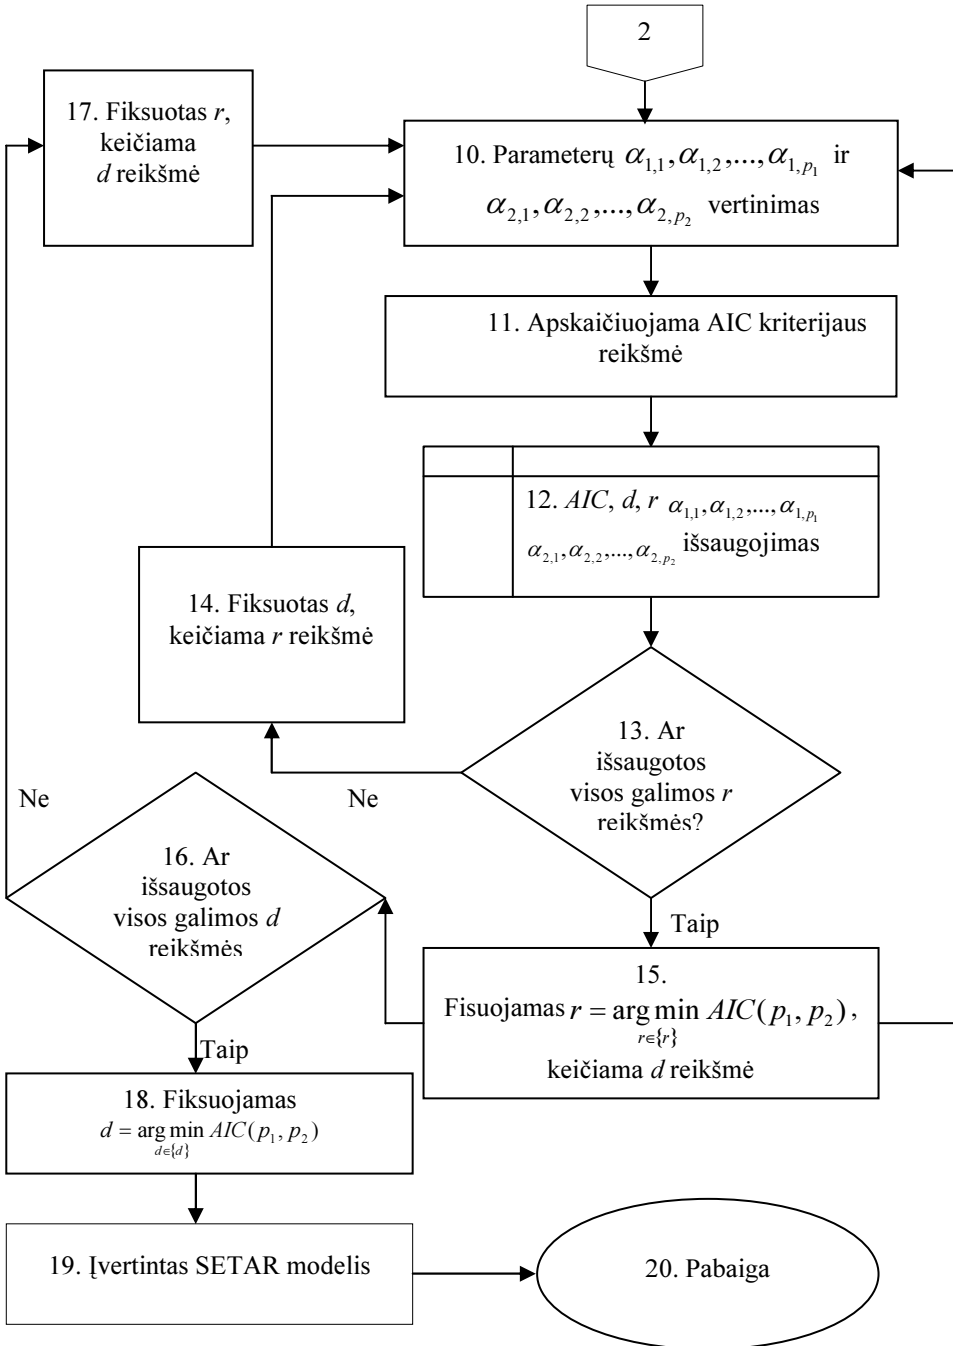 2
17. Fiksuotas r,
keičiama
d reikšmė
10. Parameterų α₁,₁,α₁,₂,...,α₁,p₁ ir
α₂,₁,α₂,₂,...,α₂,p₂ vertinimas
11. Apskaičiuojama AIC kriterijaus
reikšmė
12. AIC, d, r α₁,₁,α₁,₂,...,α₁,p₁
α₂,₁,α₂,₂,...,α₂,p₂ išsaugojimas
14. Fiksuotas d,
keičiama r reikšmė
13. Ar
išsaugotos
visos galimos r
reikšmės?
Ne
Ne
16. Ar
išsaugotos
visos galimos d
reikšmės
Taip
15.
Fisuojamas r = arg min AIC(p₁, p₂),
r∈{r}
keičiama d reikšmė
Taip
18. Fiksuojamas
d = arg min AIC(p₁, p₂)
d∈{d}
19. Įvertintas SETAR modelis
20. Pabaiga